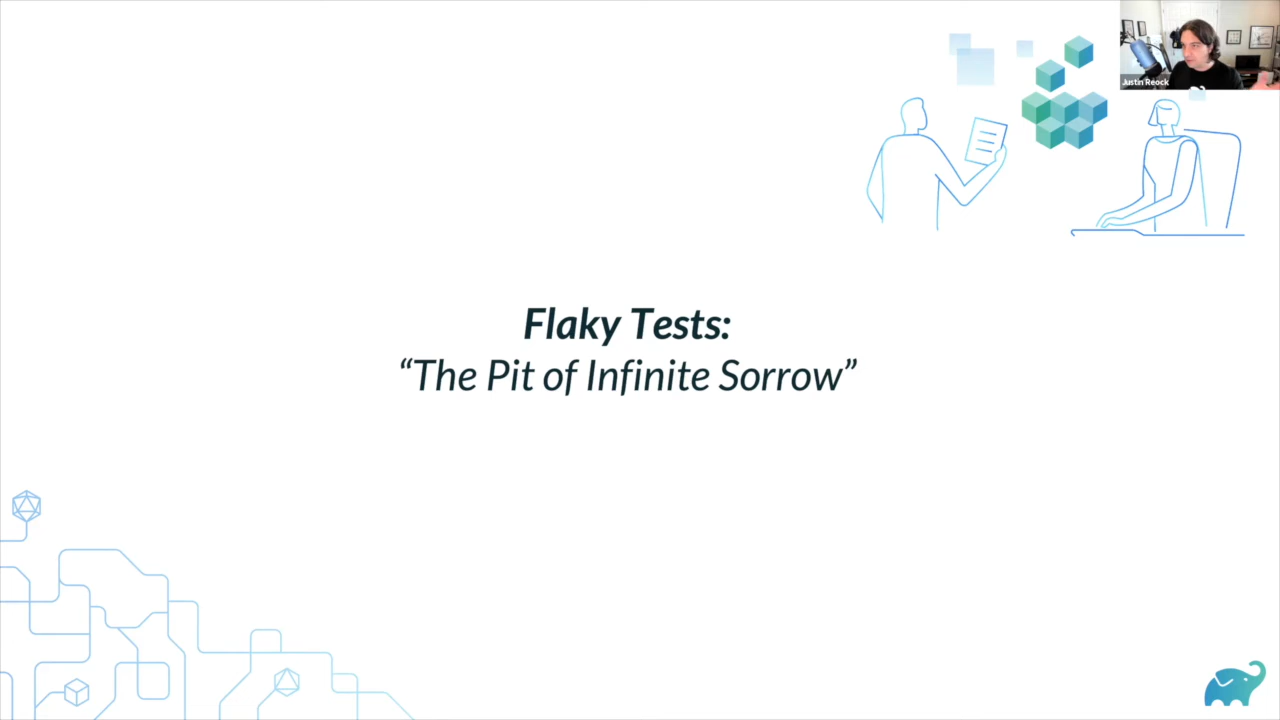 Justin Reock
Flaky Tests:
“The Pit of Infinite Sorrow”